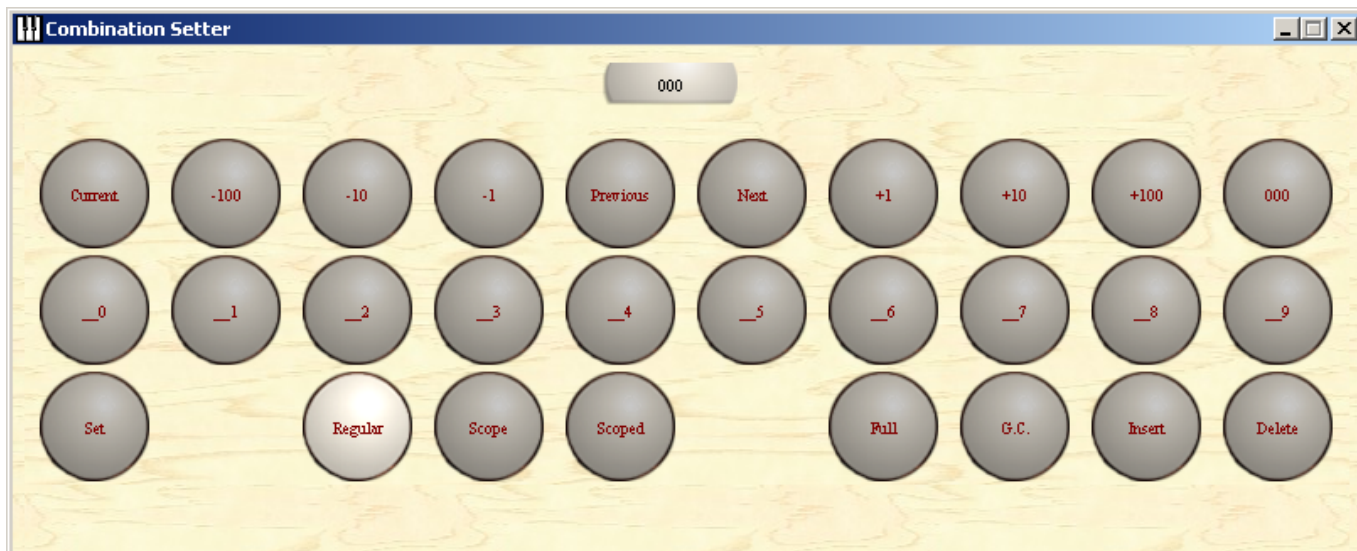 Combination Setter
000
Current -100 -10 -1 Previous Next +1 +10 +100 000
__0 __1 __2 __3 __4 __5 __6 __7 __8 __9
Set Regular Scope Scoped Full G.C. Insert Delete